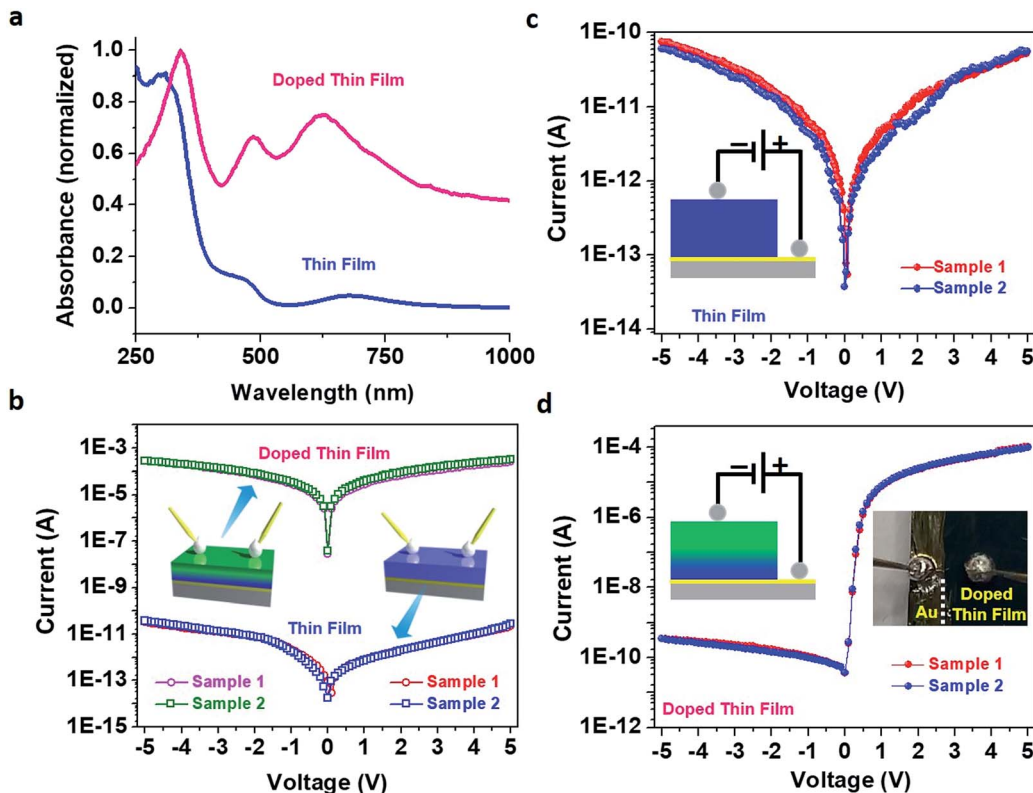 a
1.0
0.8
0.6
0.4
0.2
0.0
Absorbance (normalized)
Doped Thin Film
Thin Film
250
500
750
1000
Wavelength (nm)
b
1E-3
1E-5
1E-7
1E-9
1E-11
1E-13
1E-15
Current (A)
Doped Thin Film
Thin Film
Sample 1
Sample 2
Sample 1
Sample 2
-5 -4 -3 -2 -1 0 1 2 3 4 5
Voltage (V)
c
1E-10
1E-11
1E-12
1E-13
1E-14
Current (A)
− +
Sample 1
Sample 2
Thin Film
-5 -4 -3 -2 -1 0 1 2 3 4 5
Voltage (V)
d
1E-4
1E-6
1E-8
1E-10
1E-12
Current (A)
− +
Au
Doped
Thin Film
Sample 1
Sample 2
Doped Thin Film
-5 -4 -3 -2 -1 0 1 2 3 4 5
Voltage (V)